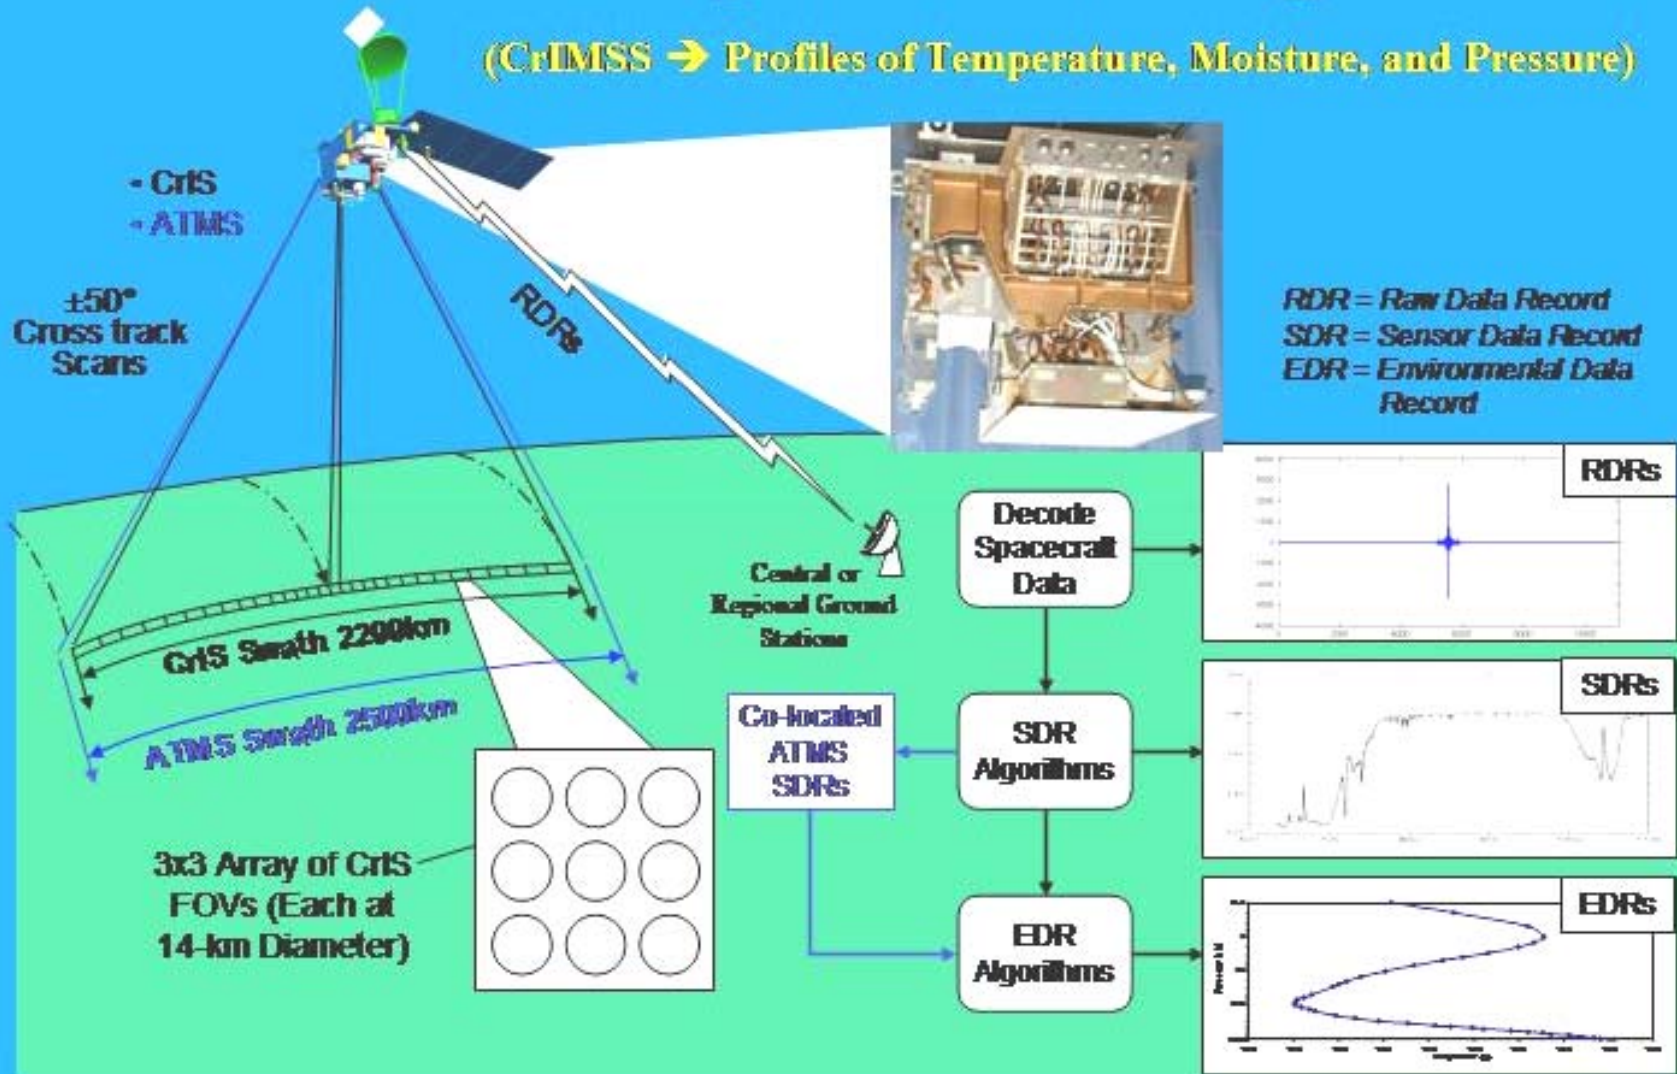 (CrIMSS → Profiles of Temperature, Moisture, and Pressure)
- CrIS
- ATMS
±50°
Cross track
Scans
RDRs
RDR = Raw Data Record
SDR = Sensor Data Record
EDR = Environmental Data
Record
Central or
Regional Ground
Stations
CrIS Swath 2200km
ATMS Swath 2500km
3x3 Array of CrIS
FOVs (Each at
14-km Diameter)
Decode
Spacecraft
Data
RDRs
Co-located
ATMS
SDRs
SDR
Algorithms
SDRs
EDR
Algorithms
EDRs